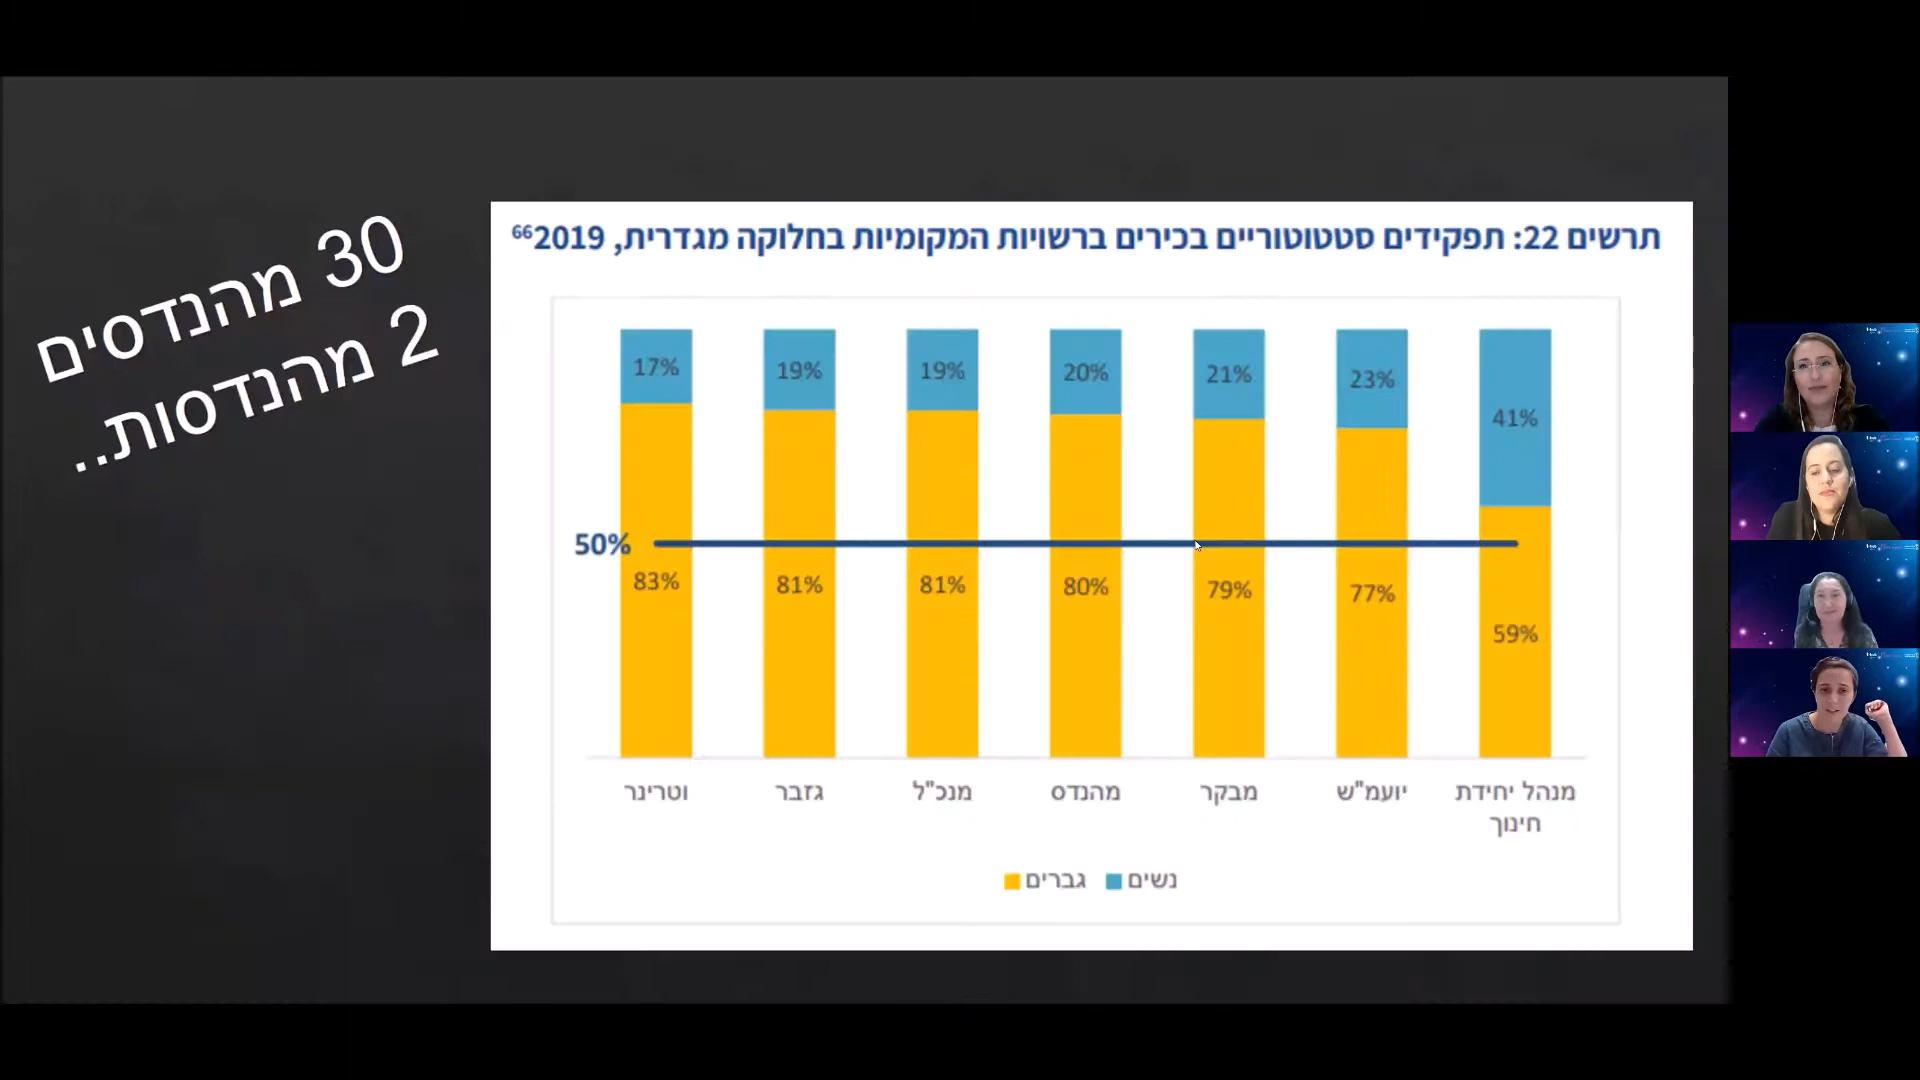 30 מהנדסים
2 מהנדסות..
תרשים 22: תפקידים סטטוטוריים בכירים ברשויות המקומיות בחלוקה מגדרית, 2019⁶⁶
17% 19% 19% 20% 21% 23% 41%
50%
83% 81% 81% 80% 79% 77% 59%
וטרינר
גזבר
מנכ"ל
מהנדס
מבקר
יועמ"ש
מנהל יחידת
חינוך
גברים
נשים